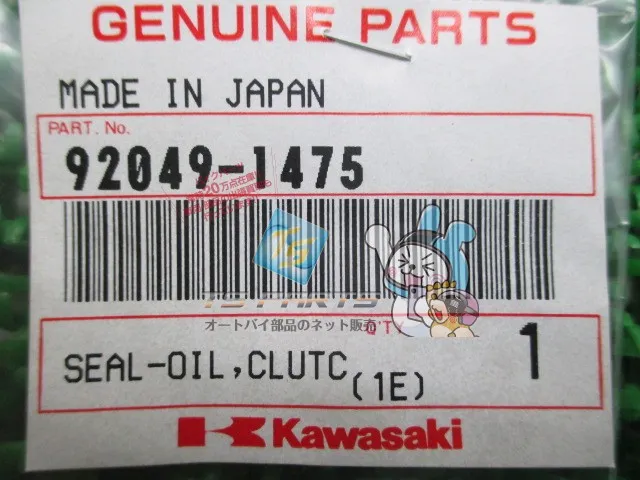 GENUINE PARTS
MADE IN JAPAN
PART. No.
92049-1475
オートバイ部品のネット販売
Q'TY
SEAL-OIL,CLUTC
(1E)
1
Kawasaki